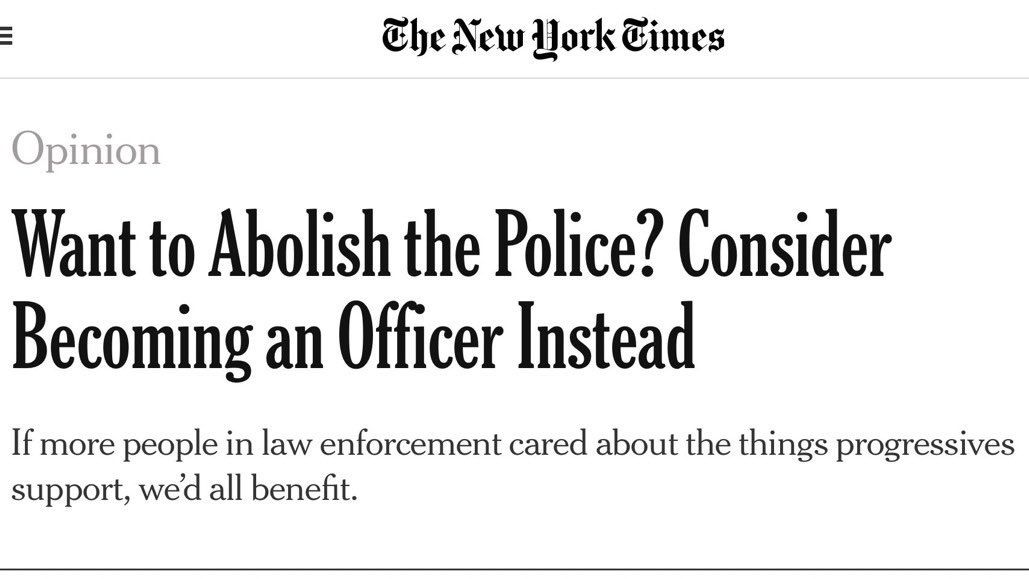 The New York Times
Opinion
Want to Abolish the Police? Consider
Becoming an Officer Instead
If more people in law enforcement cared about the things progressives
support, we’d all benefit.